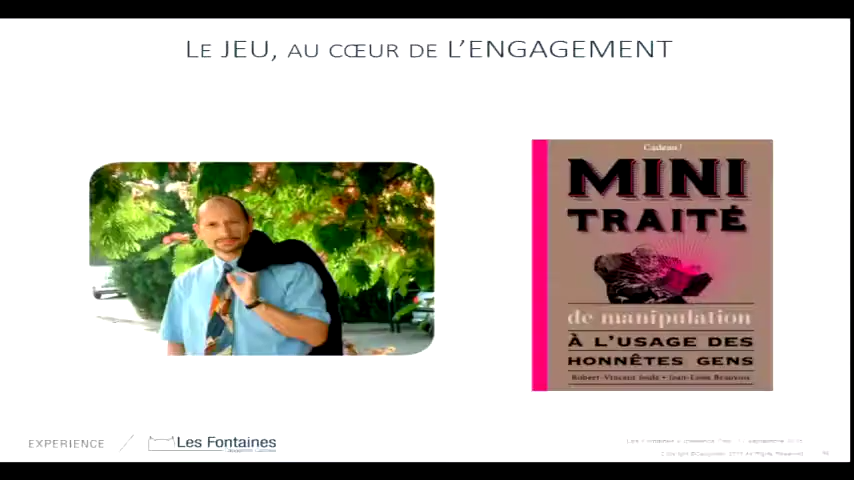 LE JEU, AU CŒUR DE L'ENGAGEMENT
Cadeau !
MINI
TRAITÉ
de manipulation
À L'USAGE DES
HONNÊTES GENS
Robert-Vincent Joule • Jean-Léon Beauvois
EXPERIENCE
Les Fontaines